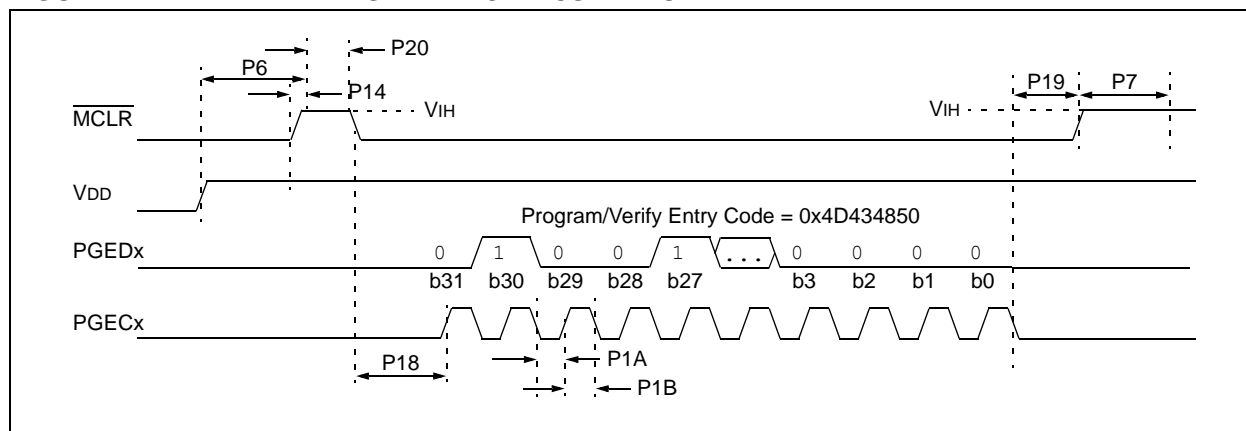 P20
P6
P14
P19
P7
MCLR
VIH
VIH
VDD
Program/Verify Entry Code = 0x4D434850
PGEDx
0 1 0 0 1 ... 0 0 0 0
b31 b30 b29 b28 b27 b3 b2 b1 b0
PGECx
P18
P1A
P1B